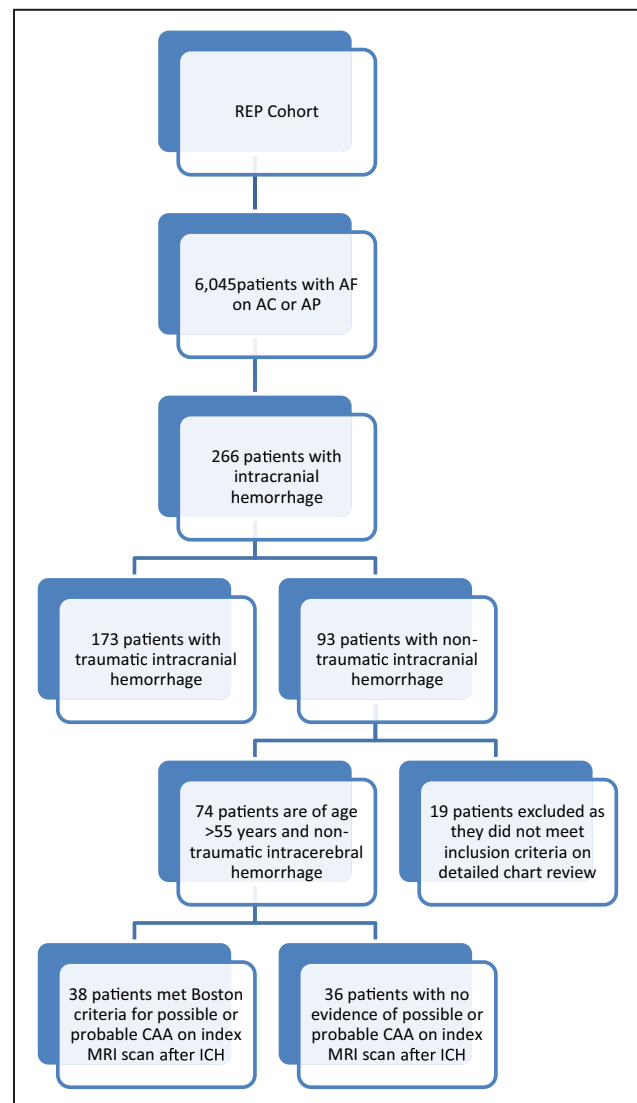 REP Cohort
6,045patients with AF
on AC or AP
266 patients with
intracranial
hemorrhage
173 patients with
traumatic intracranial
hemorrhage
93 patients with non-
traumatic intracranial
hemorrhage
74 patients are of age
>55 years and non-
traumatic intracerebral
hemorrhage
19 patients excluded as
they did not meet
inclusion criteria on
detailed chart review
38 patients met Boston
criteria for possible or
probable CAA on index
MRI scan after ICH
36 patients with no
evidence of possible or
probable CAA on index
MRI scan after ICH